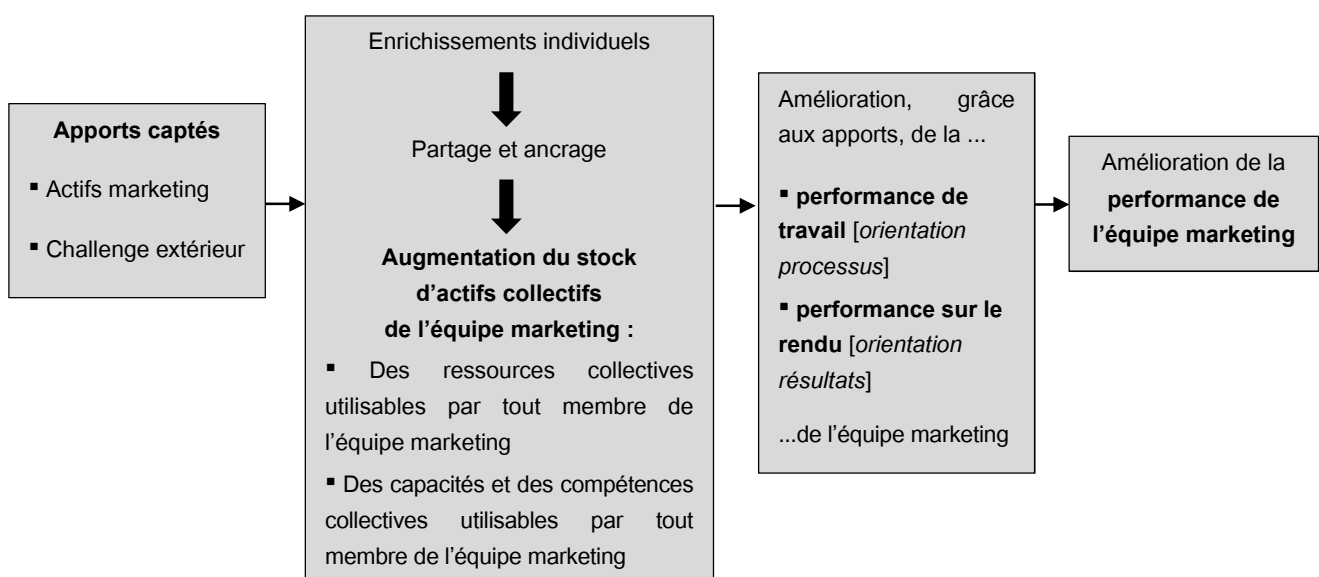 Apports captés
▪ Actifs marketing
▪ Challenge extérieur
Enrichissements individuels
Partage et ancrage
Augmentation du stock
d’actifs collectifs
de l’équipe marketing :
▪ Des ressources collectives
utilisables par tout membre de
l’équipe marketing
▪ Des capacités et des compétences
collectives utilisables par tout
membre de l’équipe marketing
Amélioration, grâce
aux apports, de la ...
▪ performance de
travail [orientation
processus]
▪ performance sur le
rendu [orientation
résultats]
...de l’équipe marketing
Amélioration de la
performance de
l’équipe marketing